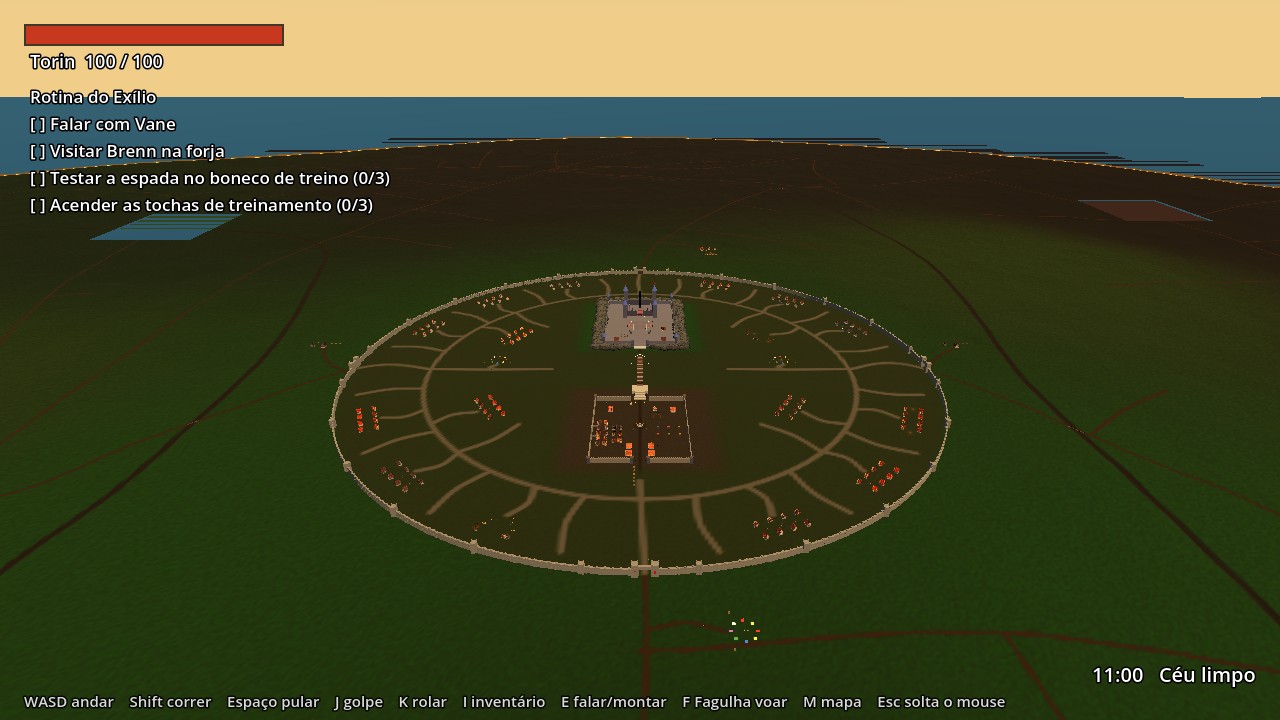 Torin 100 / 100
Rotina do Exílio
[ ] Falar com Vane
[ ] Visitar Brenn na forja
[ ] Testar a espada no boneco de treino (0/3)
[ ] Acender as tochas de treinamento (0/3)
11:00 Céu limpo
WASD andar Shift correr Espaço pular J golpe K rolar I inventário E falar/montar F Fagulha voar M mapa Esc solta o mouse